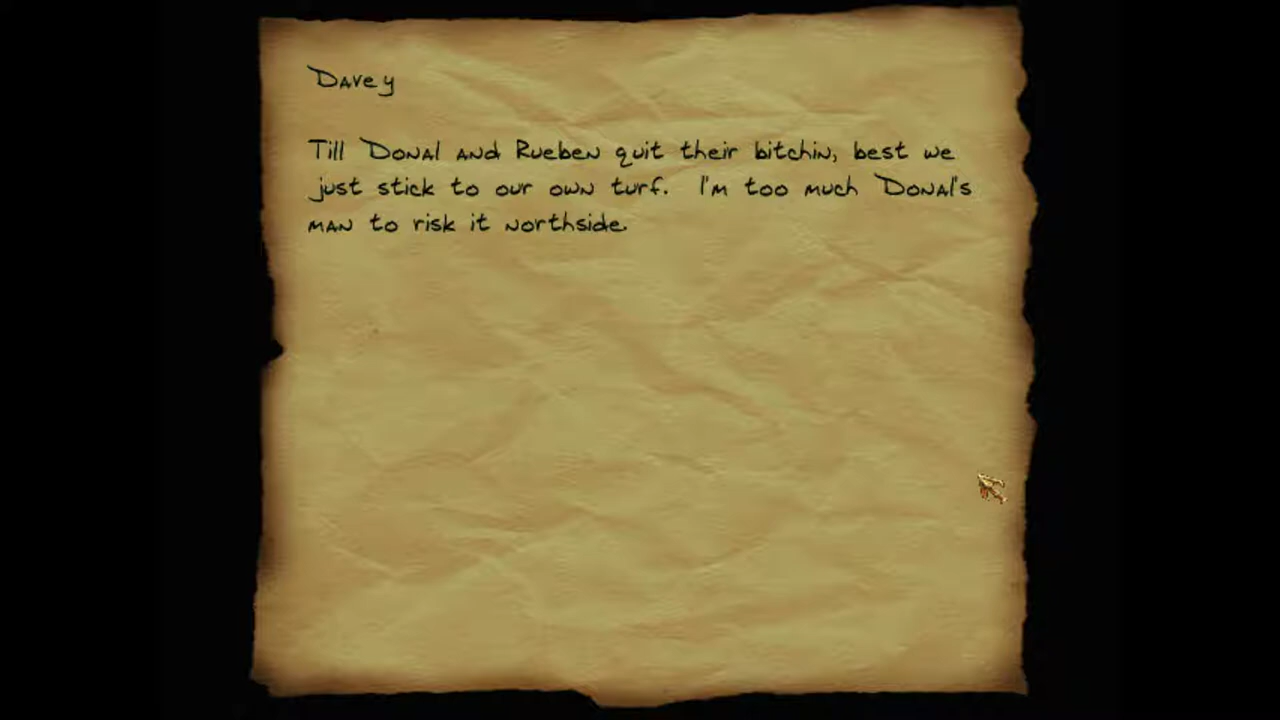 Davey
Till Donal and Rueben quit their bitchin, best we
just stick to our own turf. I'm too much Donal's
man to risk it northside.